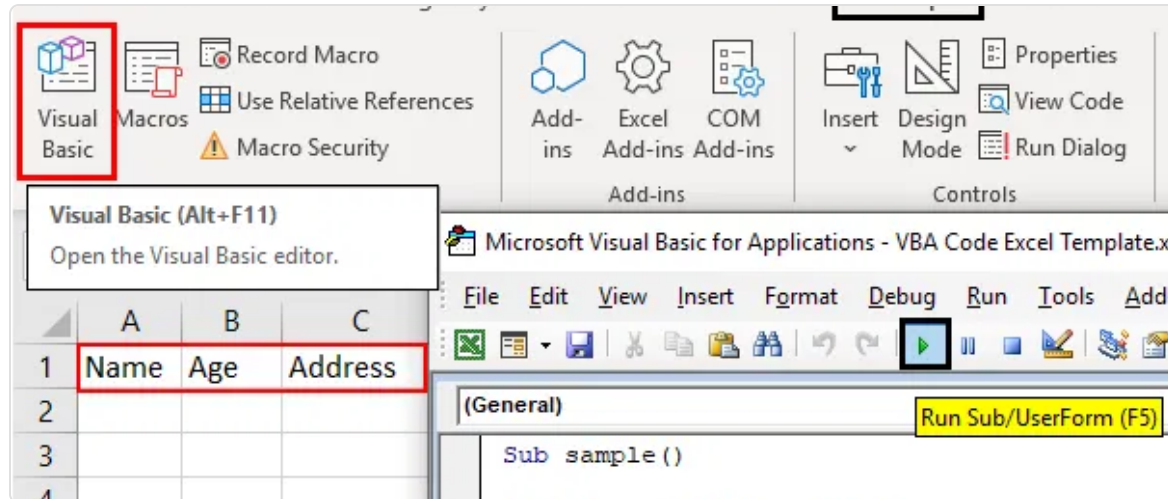 Visual Basic
Macros
Record Macro
Use Relative References
Macro Security
Add-ins
Excel Add-ins
COM Add-ins
Add-ins
Insert
Design Mode
Properties
View Code
Run Dialog
Controls
Visual Basic (Alt+F11)
Open the Visual Basic editor.
Microsoft Visual Basic for Applications - VBA Code Excel Template.x
File Edit View Insert Format Debug Run Tools Add
A B C
1 Name Age Address
2
3
(General)
Run Sub/UserForm (F5)
Sub sample()